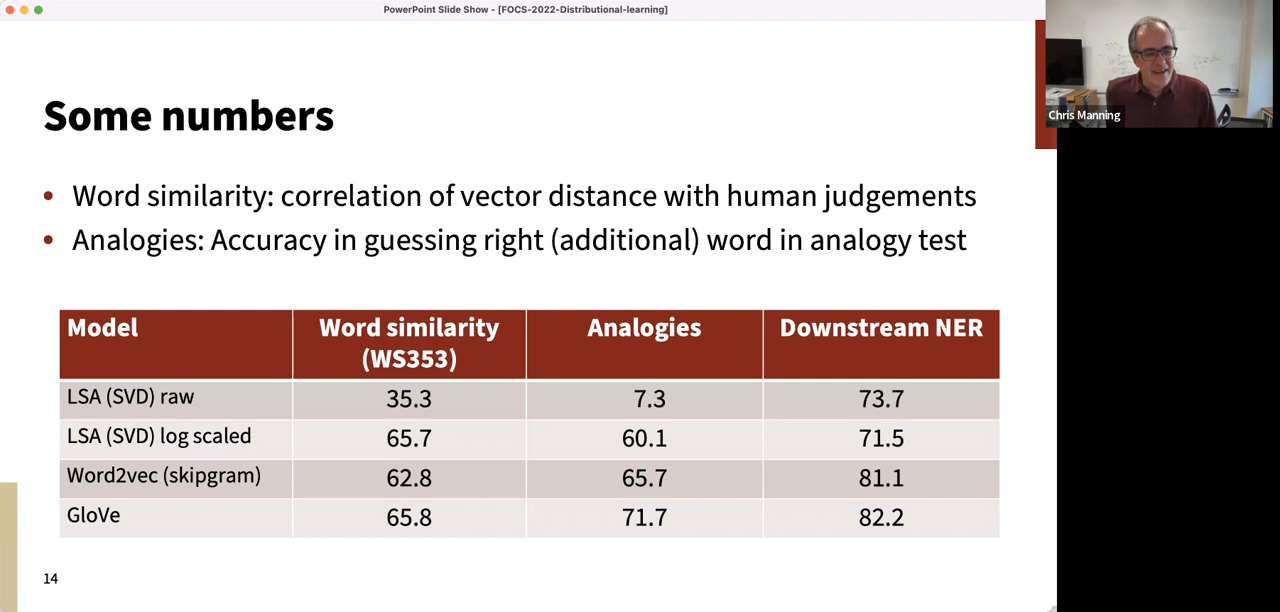 PowerPoint Slide Show - [FOCS-2022-Distributional-learning]
Chris Manning
Some numbers
• Word similarity: correlation of vector distance with human judgements
• Analogies: Accuracy in guessing right (additional) word in analogy test
Model Word similarity (WS353) Analogies Downstream NER
LSA (SVD) raw 35.3 7.3 73.7
LSA (SVD) log scaled 65.7 60.1 71.5
Word2vec (skipgram) 62.8 65.7 81.1
GloVe 65.8 71.7 82.2
14